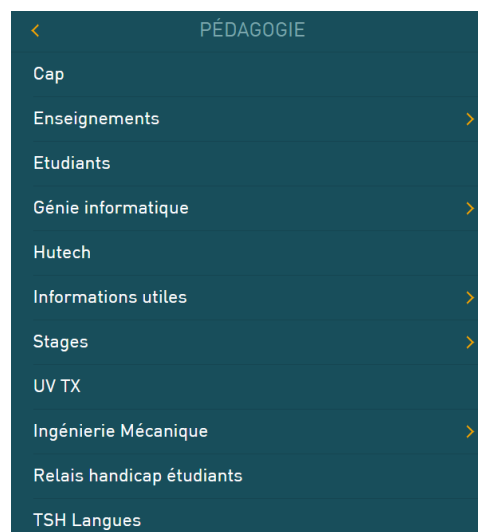 PÉDAGOGIE
Cap
Enseignements
Etudiants
Génie informatique
Hutech
Informations utiles
Stages
UV TX
Ingénierie Mécanique
Relais handicap étudiants
TSH Langues